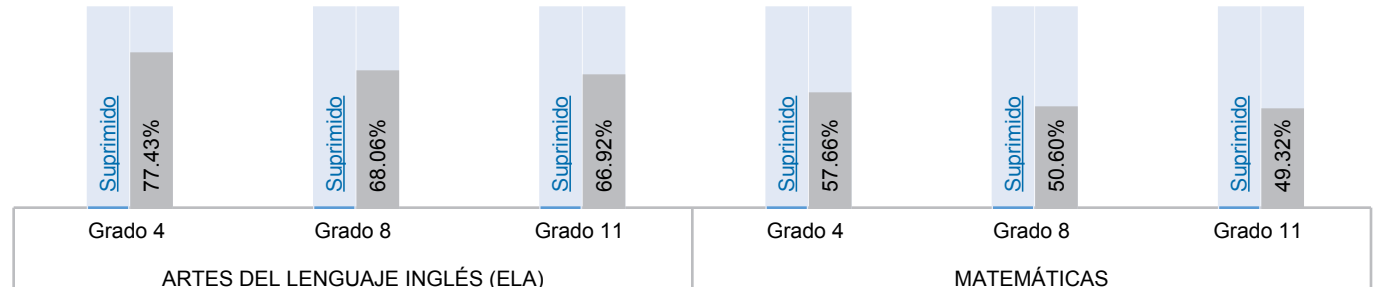 Suprimido
77.43%
Suprimido
68.06%
Suprimido
66.92%
Suprimido
57.66%
Suprimido
50.60%
Suprimido
49.32%
Grado 4
Grado 8
Grado 11
Grado 4
Grado 8
Grado 11
ARTES DEL LENGUAJE INGLÉS (ELA)
MATEMÁTICAS